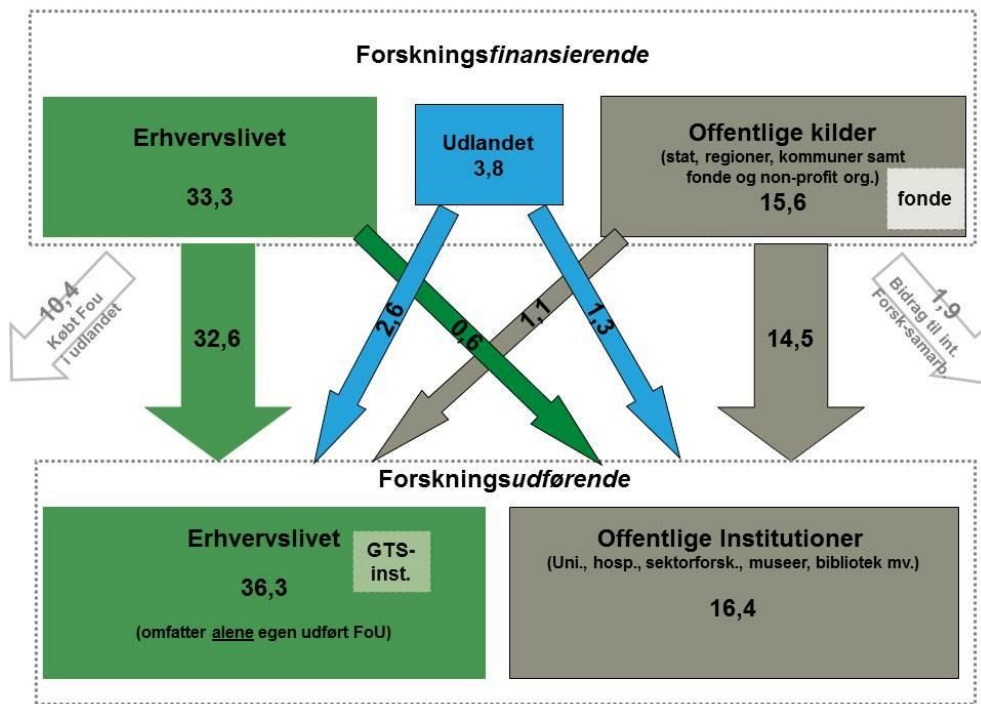 Forskningsfinansierende
Erhvervslivet
33,3
Udlandet
3,8
Offentlige kilder
(stat, regioner, kommuner samt
fonde og non-profit org.)
15,6
fonde
10,4
Købt Fou
i udlandet
32,6
2,6
0,6
1,1
1,3
14,5
1,9
Bidrag til int.
Forsk-samarb.
Forskningsudførende
Erhvervslivet
GTS-
inst.
36,3
(omfatter alene egen udført FoU)
Offentlige Institutioner
(Uni., hosp., sektorforsk., museer, bibliotek mv.)
16,4